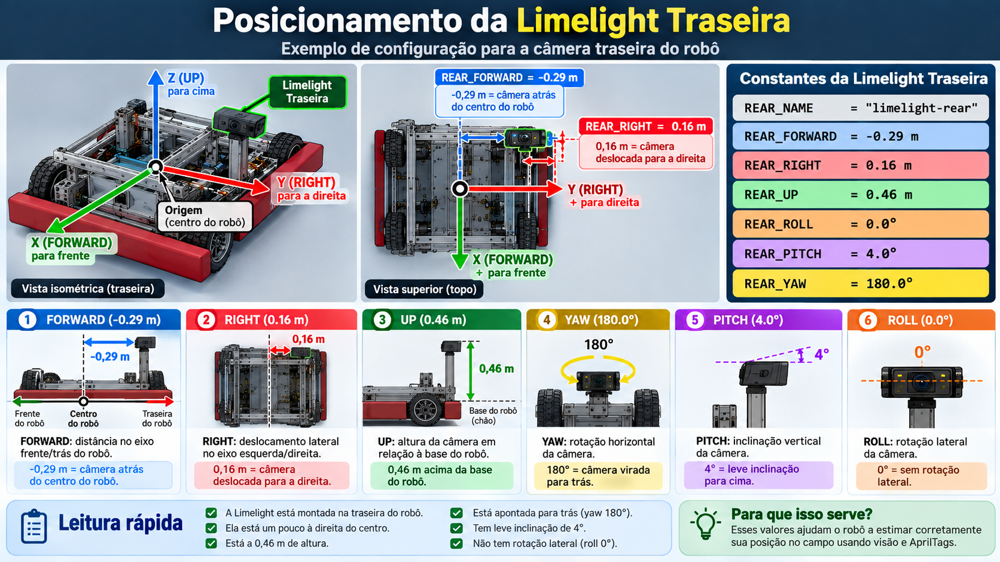 Posicionamento da Limelight Traseira
Exemplo de configuração para a câmera traseira do robô
Z (UP)
para cima
Limelight
Traseira
Y (RIGHT)
para a direita
Origem
(centro do robô)
X (FORWARD)
para frente
Vista isométrica (traseira)
REAR_FORWARD = -0.29 m
-0,29 m = câmera atrás
do centro do robô
REAR_RIGHT = 0.16 m
0,16 m = câmera
deslocada para a direita
Y (RIGHT)
+ para direita
X (FORWARD)
+ para frente
Vista superior (topo)
Constantes da Limelight Traseira
REAR_NAME = "limelight-rear"
REAR_FORWARD = -0.29 m
REAR_RIGHT = 0.16 m
REAR_UP = 0.46 m
REAR_ROLL = 0.0°
REAR_PITCH = 4.0°
REAR_YAW = 180.0°
1 FORWARD (-0.29 m)
-0,29 m
Frente
do robô
Centro
do robô
Traseira
do robô
FORWARD: distância no eixo
frente/trás do robô.
-0,29 m = câmera atrás
do centro do robô.
2 RIGHT (0.16 m)
0,16 m
RIGHT: deslocamento lateral
no eixo esquerda/direita.
0,16 m = câmera
deslocada para a direita.
3 UP (0.46 m)
0,46 m
Base do robô
(chão)
UP: altura da câmera em
relação à base do robô.
0,46 m acima da base
do robô.
4 YAW (180.0°)
180°
YAW: rotação horizontal
da câmera.
180° = câmera virada
para trás.
5 PITCH (4.0°)
4°
PITCH: inclinação vertical
da câmera.
4° = leve inclinação
para cima.
6 ROLL (0.0°)
0°
ROLL: rotação lateral
da câmera.
0° = sem rotação
lateral.
Leitura rápida
A Limelight está montada na traseira do robô.
Ela está um pouco à direita do centro.
Está a 0,46 m de altura.
Está apontada para trás (yaw 180°).
Tem leve inclinação de 4°.
Não tem rotação lateral (roll 0°).
Para que isso serve?
Esses valores ajudam o robô a estimar corretamente
sua posição no campo usando visão e AprilTags.